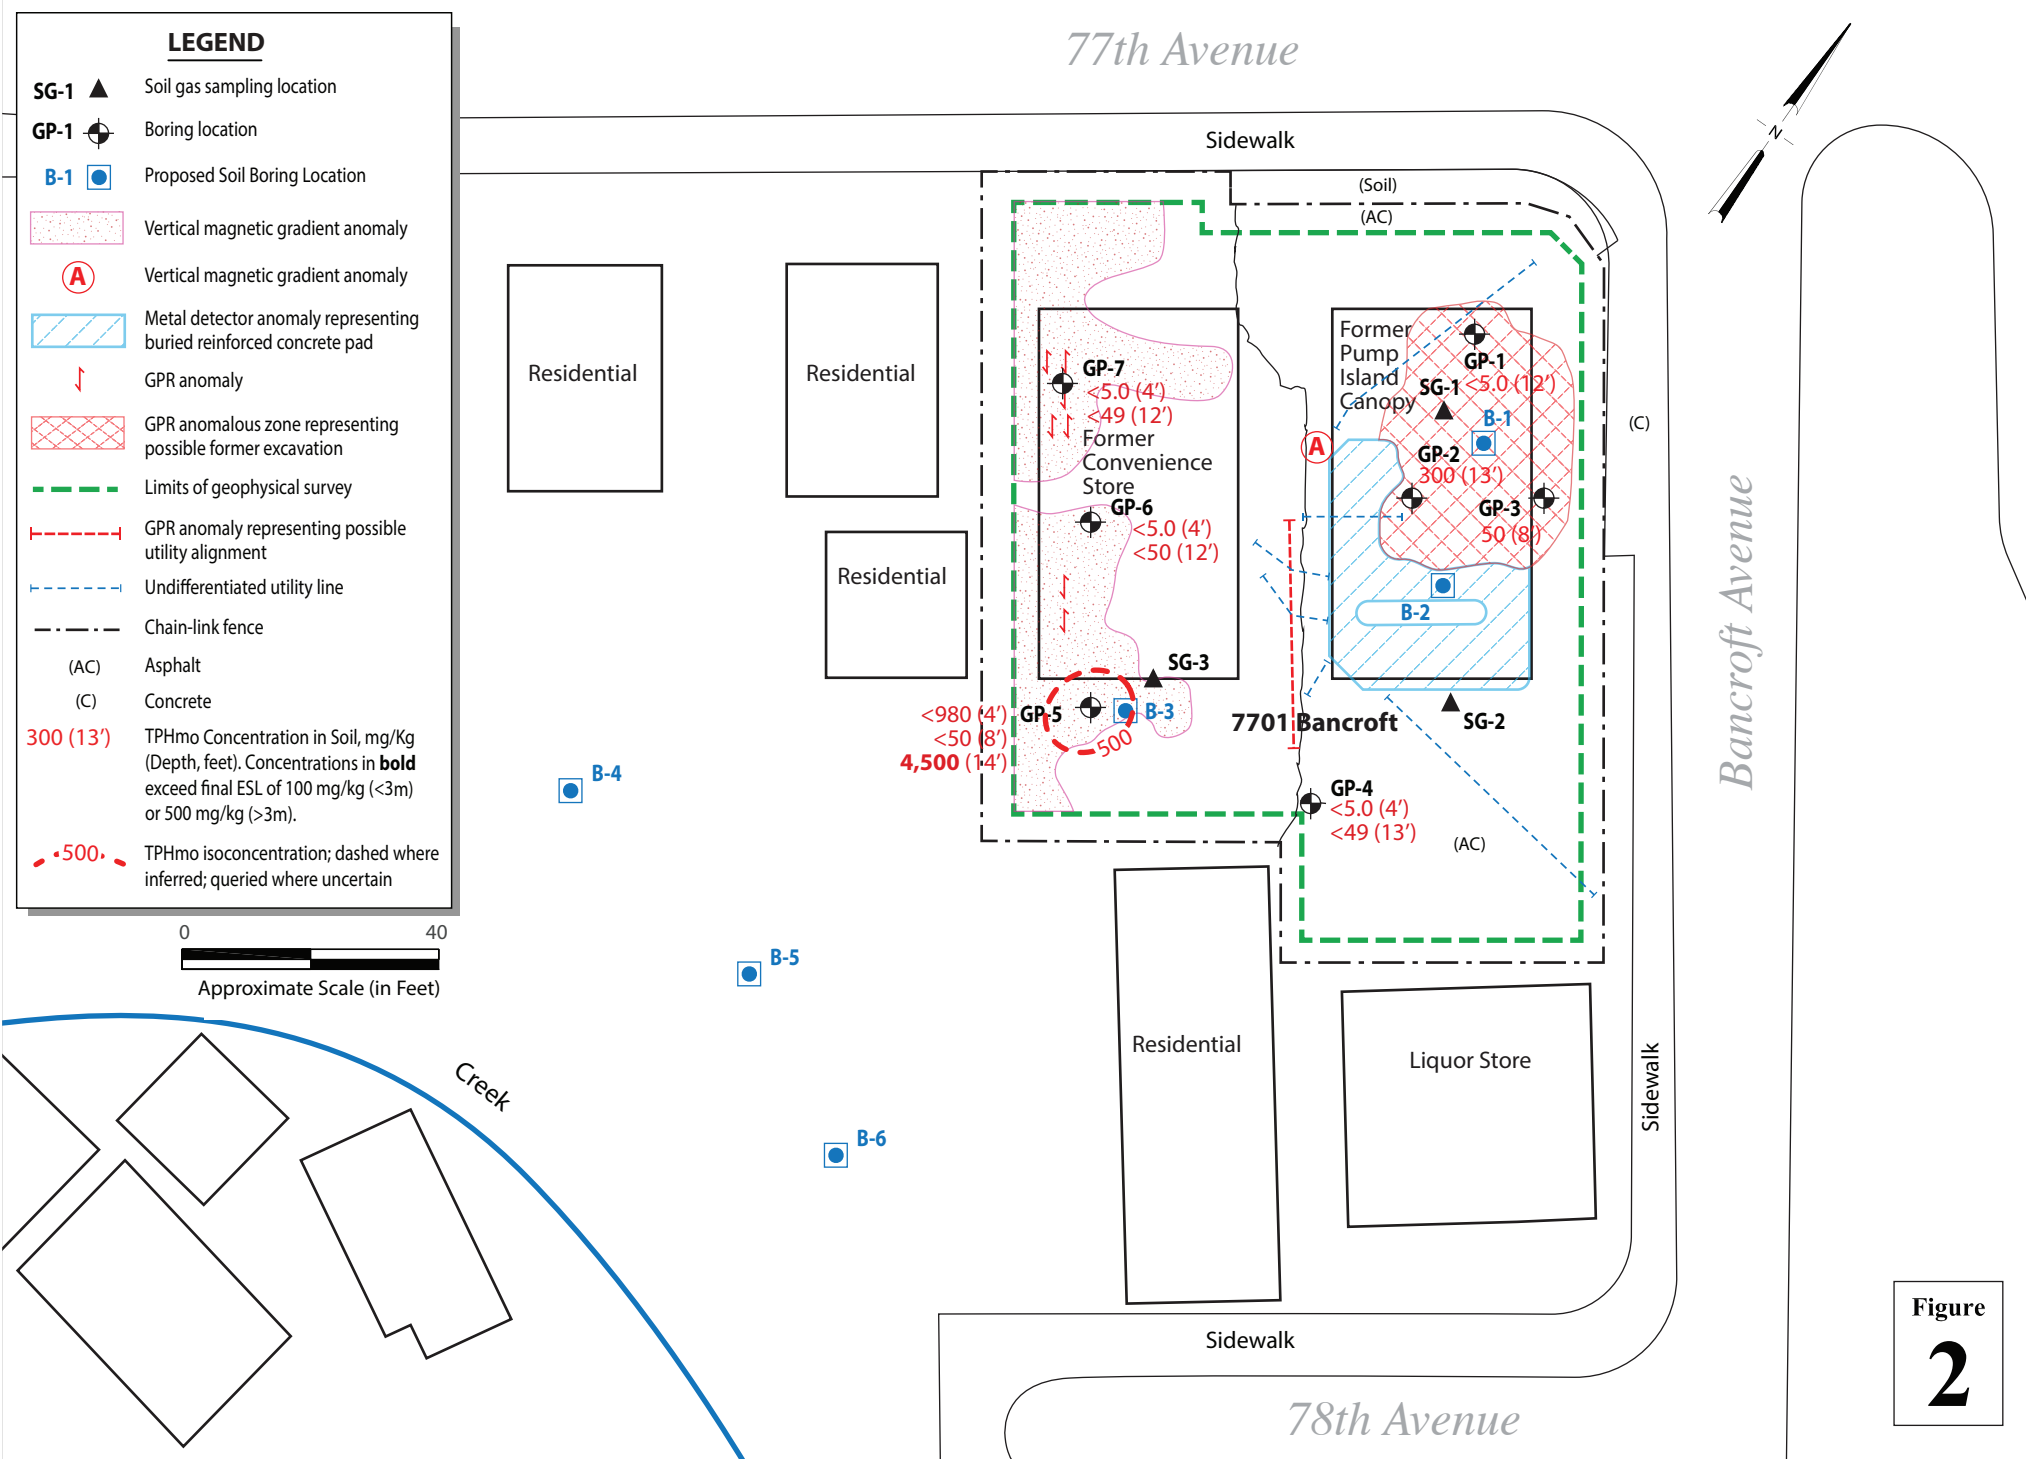 LEGEND
SG-1 Soil gas sampling location
GP-1 Boring location
B-1 Proposed Soil Boring Location
Vertical magnetic gradient anomaly
A Vertical magnetic gradient anomaly
Metal detector anomaly representing
buried reinforced concrete pad
GPR anomaly
GPR anomalous zone representing
possible former excavation
Limits of geophysical survey
GPR anomaly representing possible
utility alignment
Undifferentiated utility line
Chain-link fence
(AC) Asphalt
(C) Concrete
300 (13’) TPHmo Concentration in Soil, mg/Kg
(Depth, feet). Concentrations in bold
exceed final ESL of 100 mg/kg (<3m)
or 500 mg/kg (>3m).
500 TPHmo isoconcentration; dashed where
inferred; queried where uncertain
0 40
Approximate Scale (in Feet)
77th Avenue
Sidewalk
(Soil)
(AC)
N
Residential
Residential
Residential
GP-7
<5.0 (4’)
<49 (12’)
Former
Convenience
Store
GP-6
<5.0 (4’)
<50 (12’)
Former
Pump
Island
Canopy
GP-1
<5.0 (12’)
SG-1
B-1
A
GP-2
300 (13’)
GP-3
50 (8’)
(C)
B-2
SG-3
GP-5
<980 (4’)
<50 (8’)
4,500 (14’)
B-3
500
7701 Bancroft
SG-2
GP-4
<5.0 (4’)
<49 (13’)
(AC)
Bancroft Avenue
B-4
B-5
B-6
Creek
Residential
Liquor Store
Sidewalk
Sidewalk
78th Avenue
Figure
2